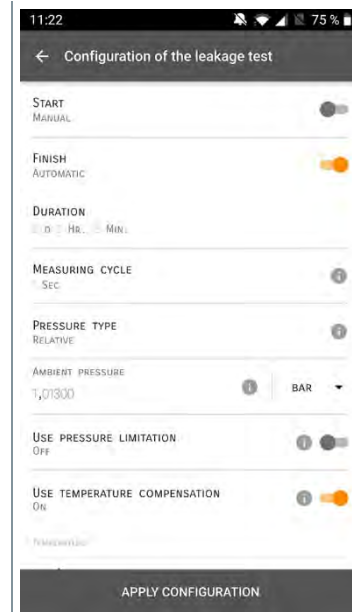 11:22 75 %
Configuration of the leakage test
START
MANUAL
FINISH
AUTOMATIC
DURATION
HR. MIN.
MEASURING CYCLE
SEC
PRESSURE TYPE
RELATIVE
AMBIENT PRESSURE
1,01300 BAR
USE PRESSURE LIMITATION
OFF
USE TEMPERATURE COMPENSATION
ON
APPLY CONFIGURATION